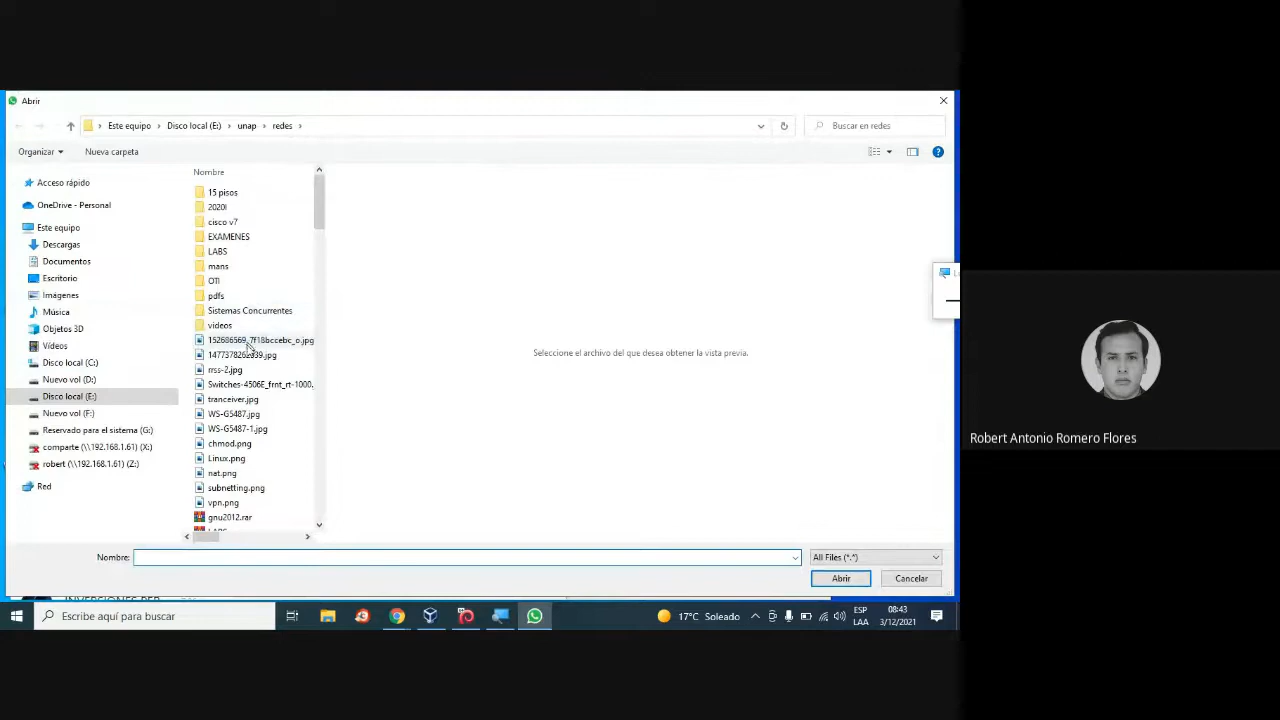 Abrir
Este equipo > Disco local (E:) > unap > redes >
Buscar en redes
Organizar
Nueva carpeta
Acceso rápido
OneDrive - Personal
Este equipo
Descargas
Documentos
Escritorio
Imágenes
Música
Objetos 3D
Vídeos
Disco local (C:)
Nuevo vol (D:)
Disco local (E:)
Nuevo vol (F:)
Reservado para el sistema (G:)
comparte (\\192.168.1.61) (X:)
robert (\\192.168.1.61) (Z:)
Red
Nombre
15 pisos
2020I
cisco v7
EXAMENES
LABS
mans
OTI
pdfs
Sistemas Concurrentes
videos
152686569_7f18bccebc_o.jpg
rrss-2.jpg
Switches-4506E_frnt_rt-1000.
tranceiver.jpg
WS-G5487.jpg
WS-G5487-1.jpg
chmod.png
Linux.png
nat.png
subnetting.png
vpn.png
gnu2012.rar
Seleccione el archivo del que desea obtener la vista previa.
Nombre:
All Files (*.*)
Abrir
Cancelar
Escribe aquí para buscar
17°C Soleado
ESP
LAA
08:43
3/12/2021
Robert Antonio Romero Flores